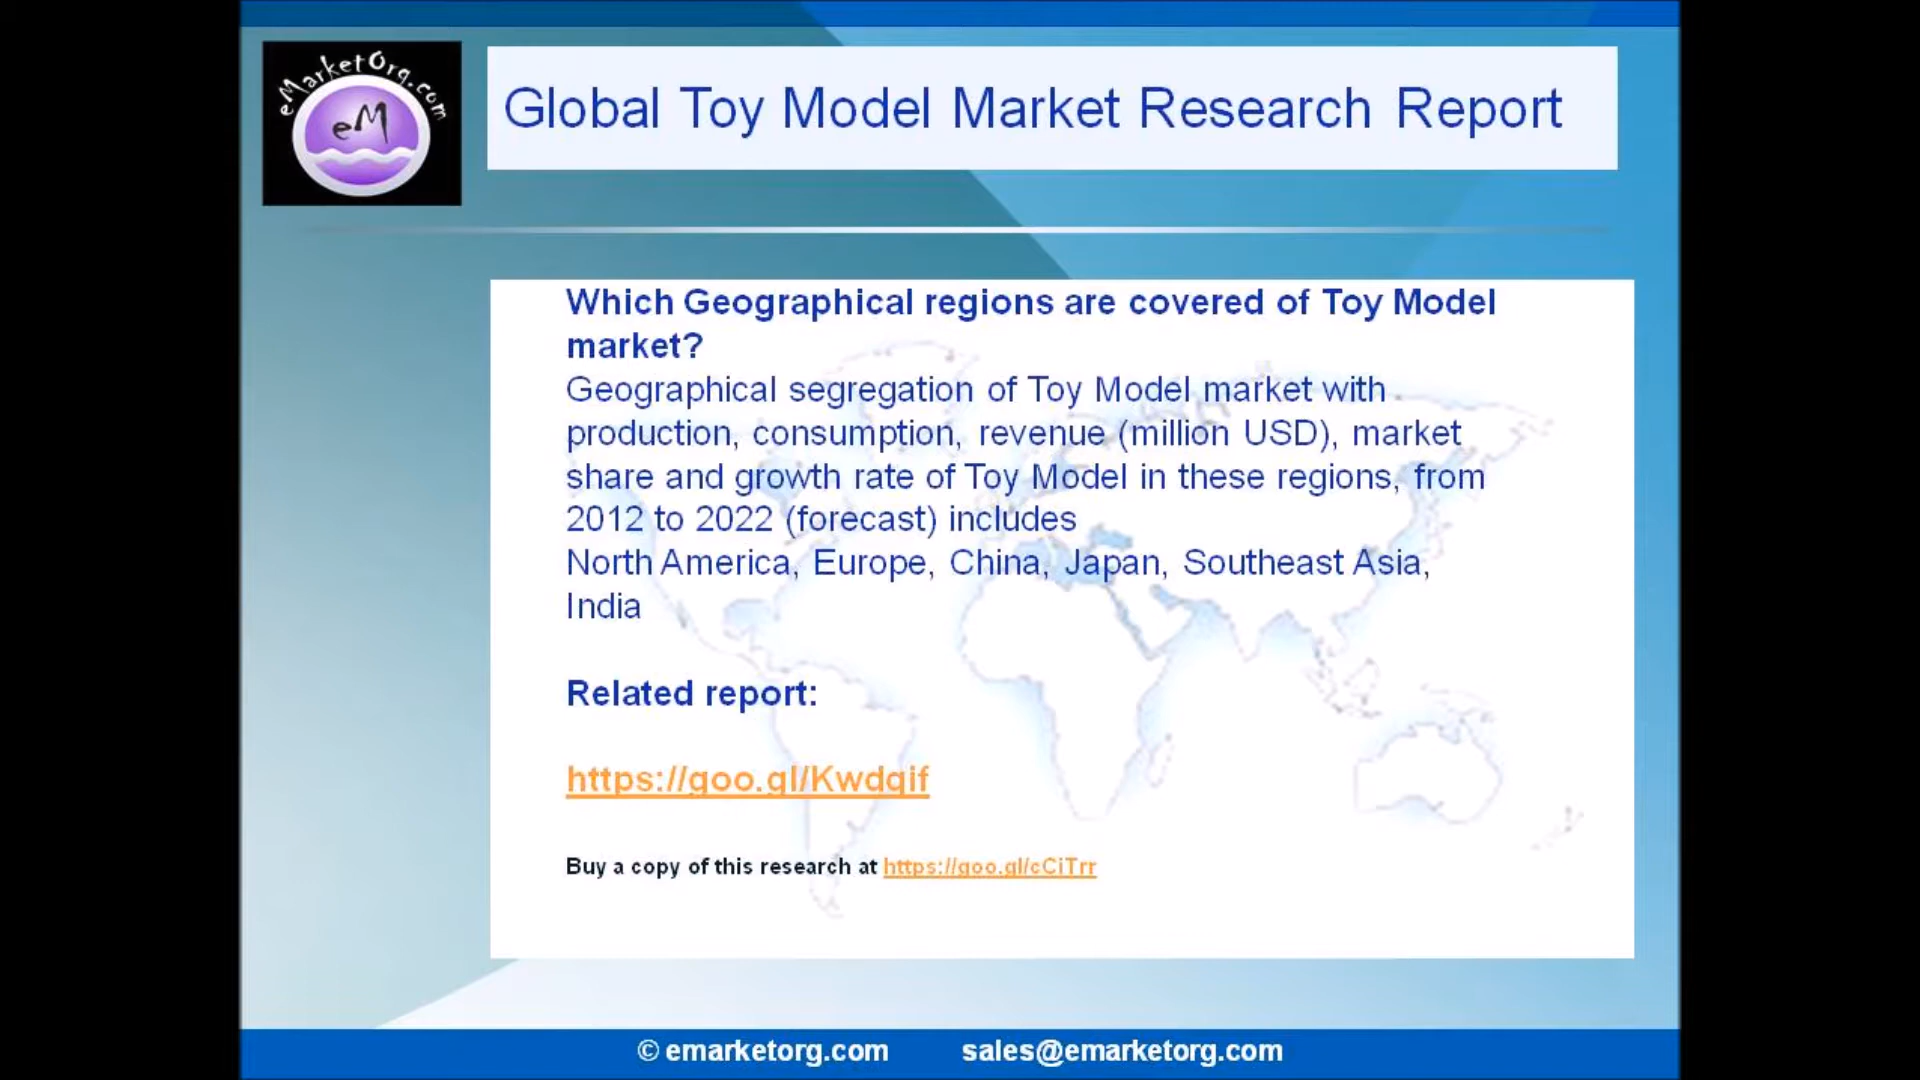 eMarketOrg.com
eM
Global Toy Model Market Research Report
Which Geographical regions are covered of Toy Model
market?
Geographical segregation of Toy Model market with
production, consumption, revenue (million USD), market
share and growth rate of Toy Model in these regions, from
2012 to 2022 (forecast) includes
North America, Europe, China, Japan, Southeast Asia,
India
Related report:
https://goo.gl/Kwdqif
Buy a copy of this research at https://goo.gl/cCiTrr
© emarketorg.com sales@emarketorg.com